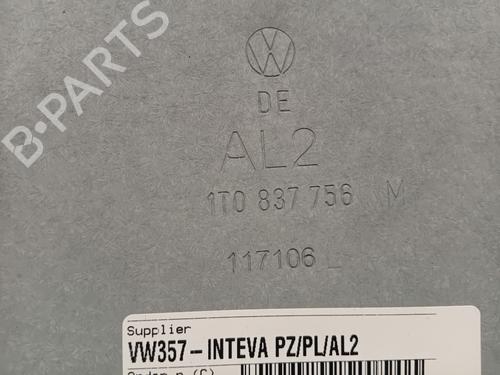 B-PARTS
DE
AL2
1T0 837 756 M
117106 L
Supplier
VW357-INTEVA PZ/PL/AL2